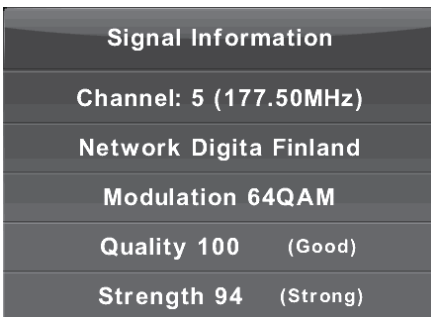 Signal Information
Channel: 5 (177.50MHz)
Network Digita Finland
Modulation 64QAM
Quality 100 (Good)
Strength 94 (Strong)